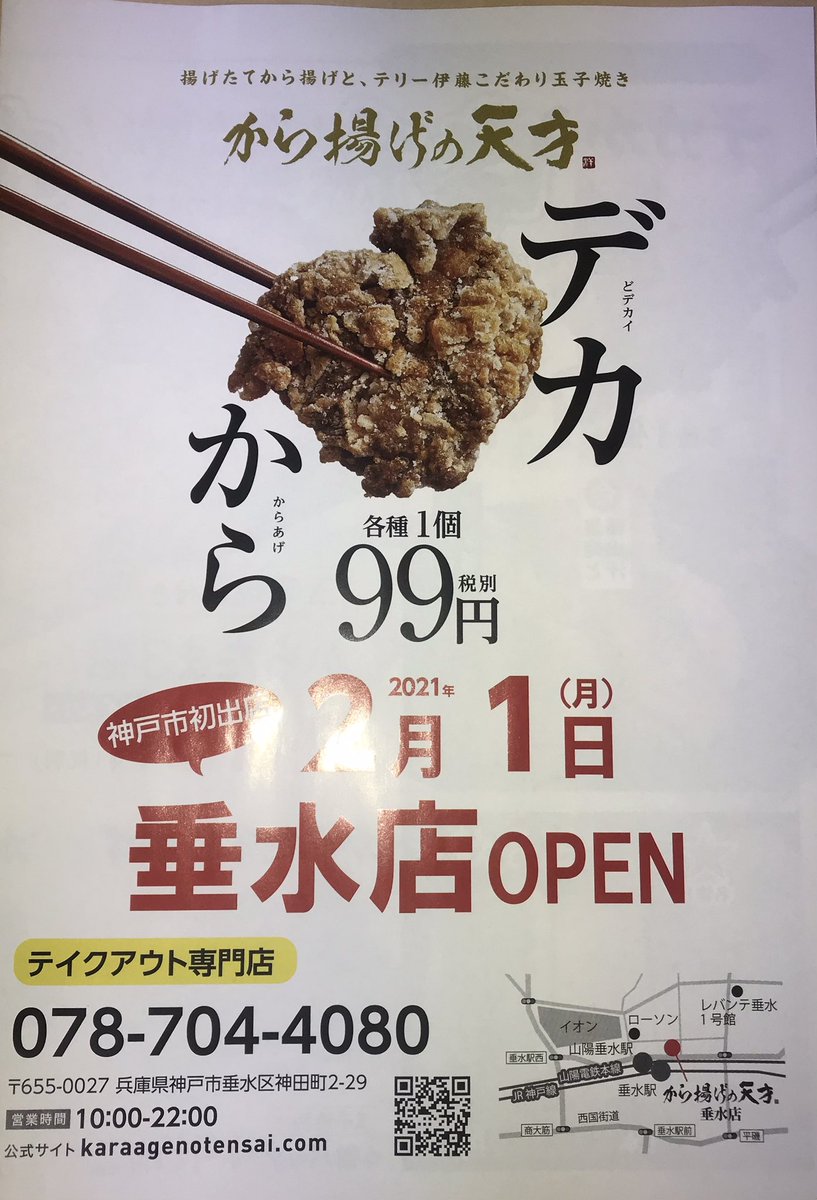 揚げたてから揚げと、テリー伊藤こだわり玉子焼き
から揚げの天才
デカ
どデカイ
から
からあげ
各種1個
99円
税別
神戸市初出店
2021年
2月1日(月)
垂水店OPEN
テイクアウト専門店
078-704-4080
〒655-0027 兵庫県神戸市垂水区神田町2-29
営業時間 10:00-22:00
公式サイト karaagenotensai.com
レバンテ垂水
1号館
イオン
ローソン
山陽垂水駅
垂水駅西
山陽電鉄本線
JR神戸線
垂水駅
から揚げの天才
垂水店
西国街道
商大筋
垂水駅前
平磯